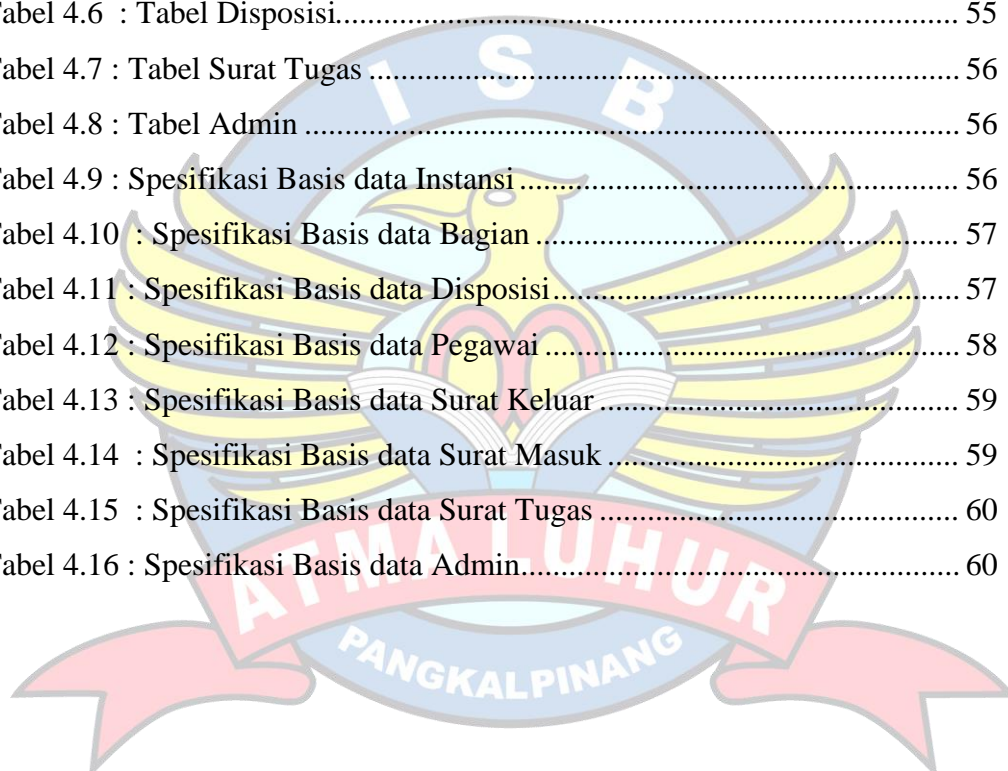 Tabel 4.6 : Tabel Disposisi.......................................................................................... 55
Tabel 4.7 : Tabel Surat Tugas ..................................................................................... 56
Tabel 4.8 : Tabel Admin .............................................................................................. 56
Tabel 4.9 : Spesifikasi Basis data Instansi ................................................................ 56
Tabel 4.10 : Spesifikasi Basis data Bagian .............................................................. 57
Tabel 4.11 : Spesifikasi Basis data Disposisi ........................................................... 57
Tabel 4.12 : Spesifikasi Basis data Pegawai ............................................................ 58
Tabel 4.13 : Spesifikasi Basis data Surat Keluar ..................................................... 59
Tabel 4.14 : Spesifikasi Basis data Surat Masuk .................................................... 59
Tabel 4.15 : Spesifikasi Basis data Surat Tugas ..................................................... 60
Tabel 4.16 : Spesifikasi Basis data Admin................................................................ 60
I S B
ATMA LUHUR
PANGKALPINANG